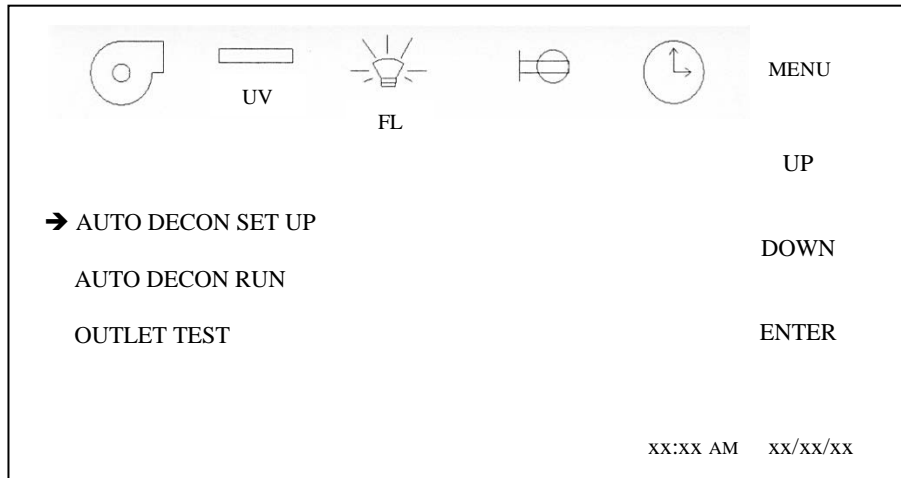 MENU
UV
FL
UP
➔ AUTO DECON SET UP
DOWN
AUTO DECON RUN
OUTLET TEST
ENTER
xx:xx AM xx/xx/xx